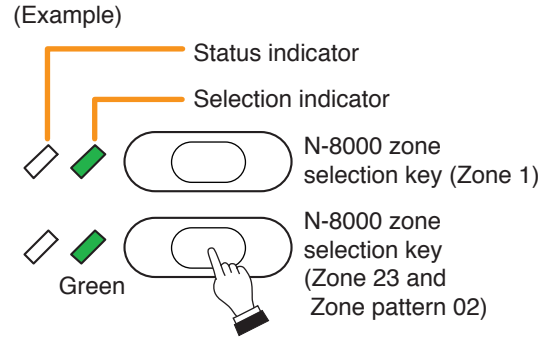 (Example)
Status indicator
Selection indicator
N-8000 zone
selection key (Zone 1)
N-8000 zone
selection key
(Zone 23 and
Zone pattern 02)
Green